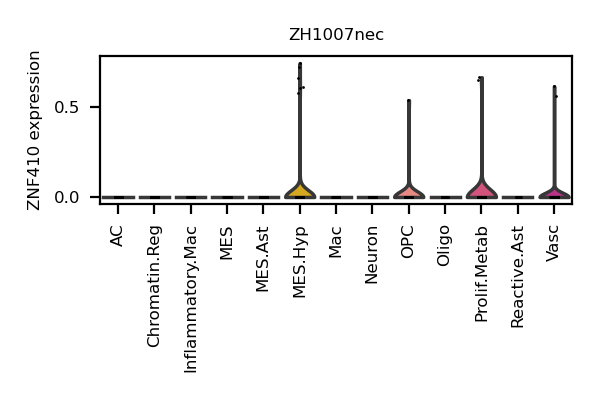 ZH1007nec
ZNF410 expression
0.5
0.0
AC
Chromatin.Reg
Inflammatory.Mac
MES
MES.Ast
MES.Hyp
Mac
Neuron
OPC
Oligo
Prolif.Metab
Reactive.Ast
Vasc